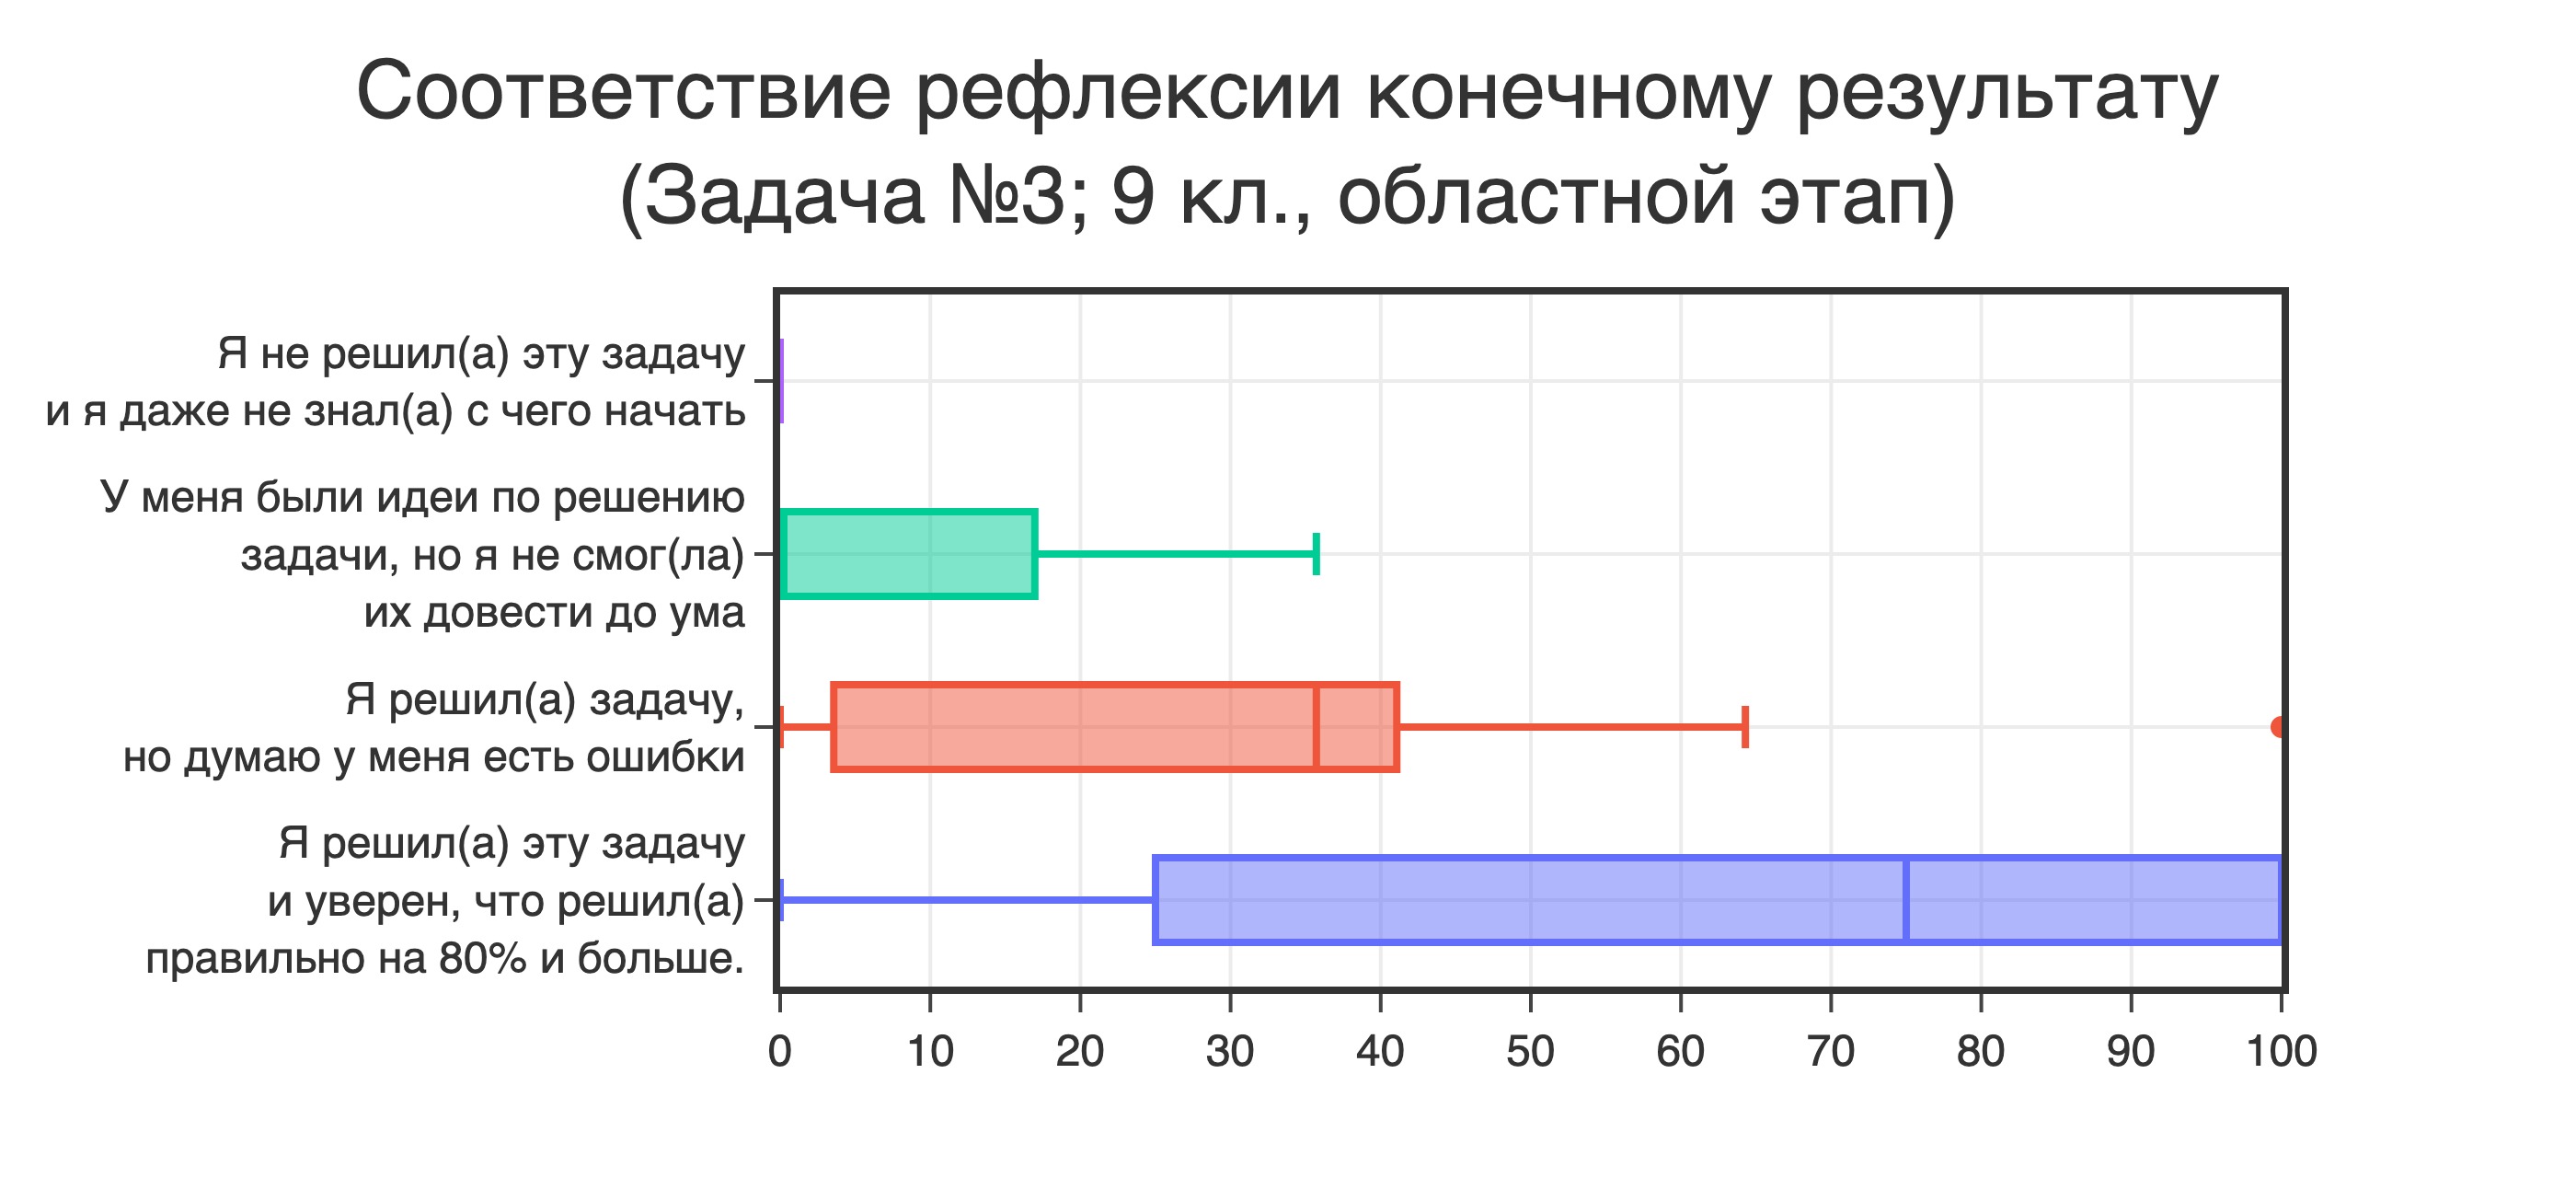 Соответствие рефлексии конечному результату
(Задача №3; 9 кл., областной этап)
Я не решил(а) эту задачу
и я даже не знал(а) с чего начать
У меня были идеи по решению
задачи, но я не смог(ла)
их довести до ума
Я решил(а) задачу,
но думаю у меня есть ошибки
Я решил(а) эту задачу
и уверен, что решил(а)
правильно на 80% и больше.
0 10 20 30 40 50 60 70 80 90 100